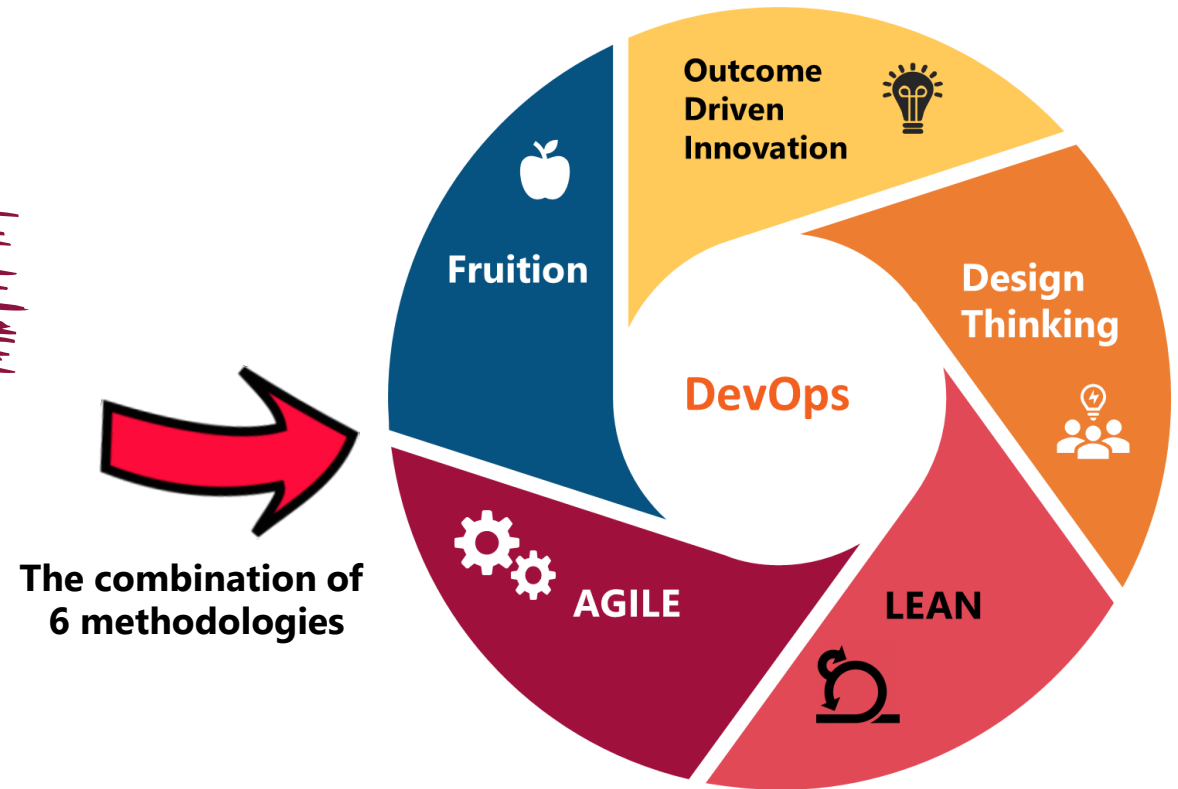 Outcome
Driven
Innovation
Fruition
Design
Thinking
DevOps
The combination of
6 methodologies
AGILE
LEAN